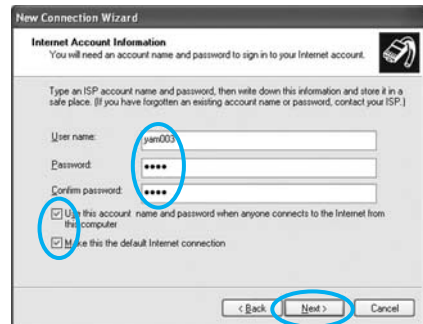 New Connection Wizard
Internet Account Information
You will need an account name and password to sign in to your Internet account.
Type an ISP account name and password, then write down this information and store it in a
safe place. (If you have forgotten an existing account name or password, contact your ISP.)
User name:
yam003
Password:
••••
Confirm password:
••••
Use this account name and password when anyone connects to the Internet from
this computer
Make this the default Internet connection
< Back
Next >
Cancel